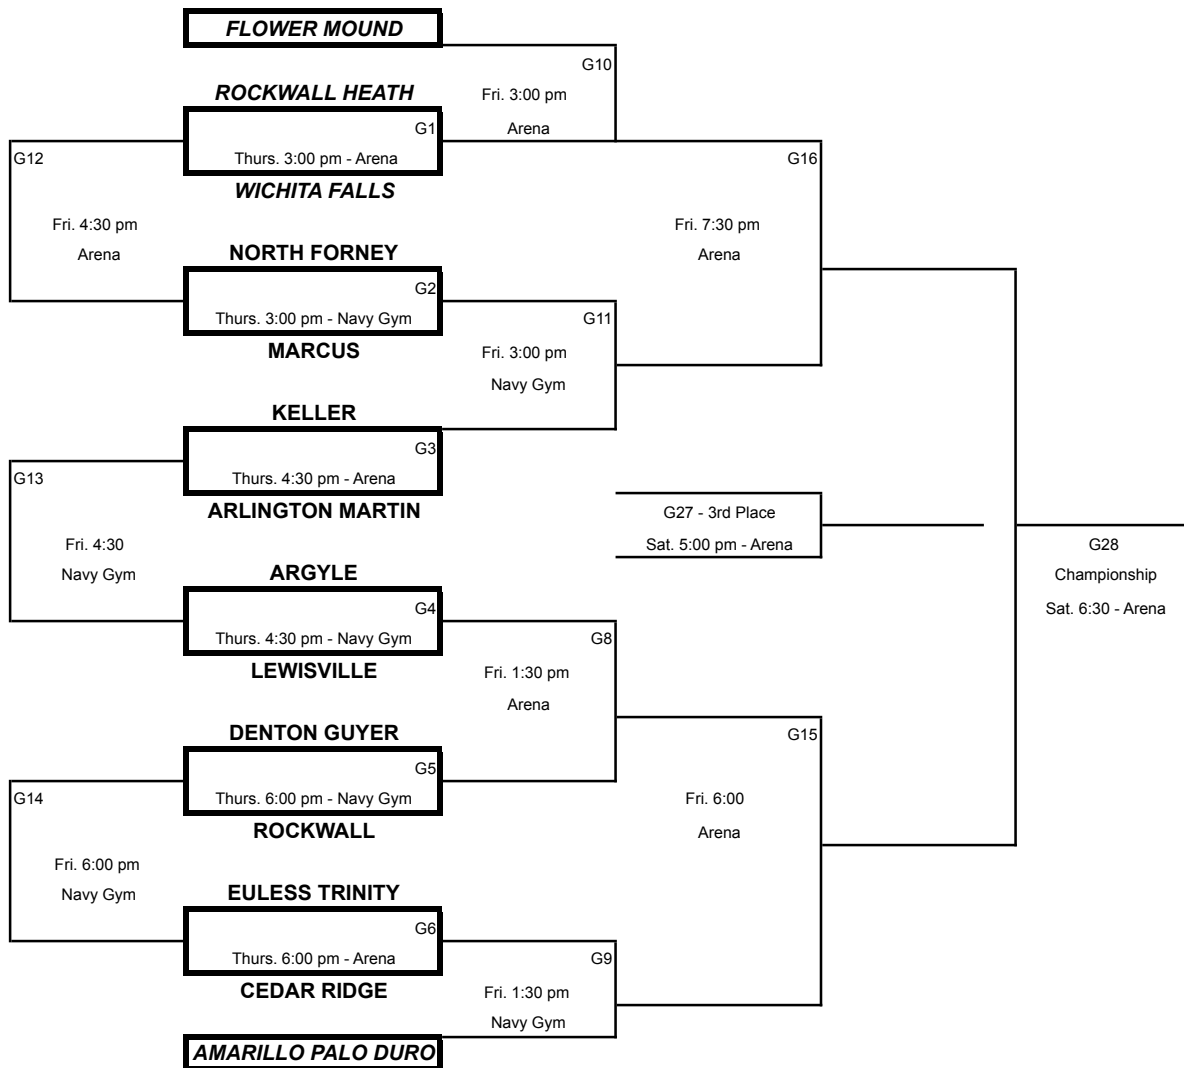 FLOWER MOUND
G10
ROCKWALL HEATH
Fri. 3:00 pm
G1
Arena
G12
Thurs. 3:00 pm - Arena
G16
WICHITA FALLS
Fri. 4:30 pm
Fri. 7:30 pm
Arena
NORTH FORNEY
Arena
G2
Thurs. 3:00 pm - Navy Gym
G11
MARCUS
Fri. 3:00 pm
Navy Gym
KELLER
G3
G13
Thurs. 4:30 pm - Arena
ARLINGTON MARTIN
G27 - 3rd Place
Fri. 4:30
Sat. 5:00 pm - Arena
G28
Navy Gym
ARGYLE
Championship
G4
Sat. 6:30 - Arena
Thurs. 4:30 pm - Navy Gym
G8
LEWISVILLE
Fri. 1:30 pm
Arena
DENTON GUYER
G15
G5
G14
Thurs. 6:00 pm - Navy Gym
Fri. 6:00
ROCKWALL
Arena
Fri. 6:00 pm
Navy Gym
EULESS TRINITY
G6
Thurs. 6:00 pm - Arena
G9
CEDAR RIDGE
Fri. 1:30 pm
Navy Gym
AMARILLO PALO DURO